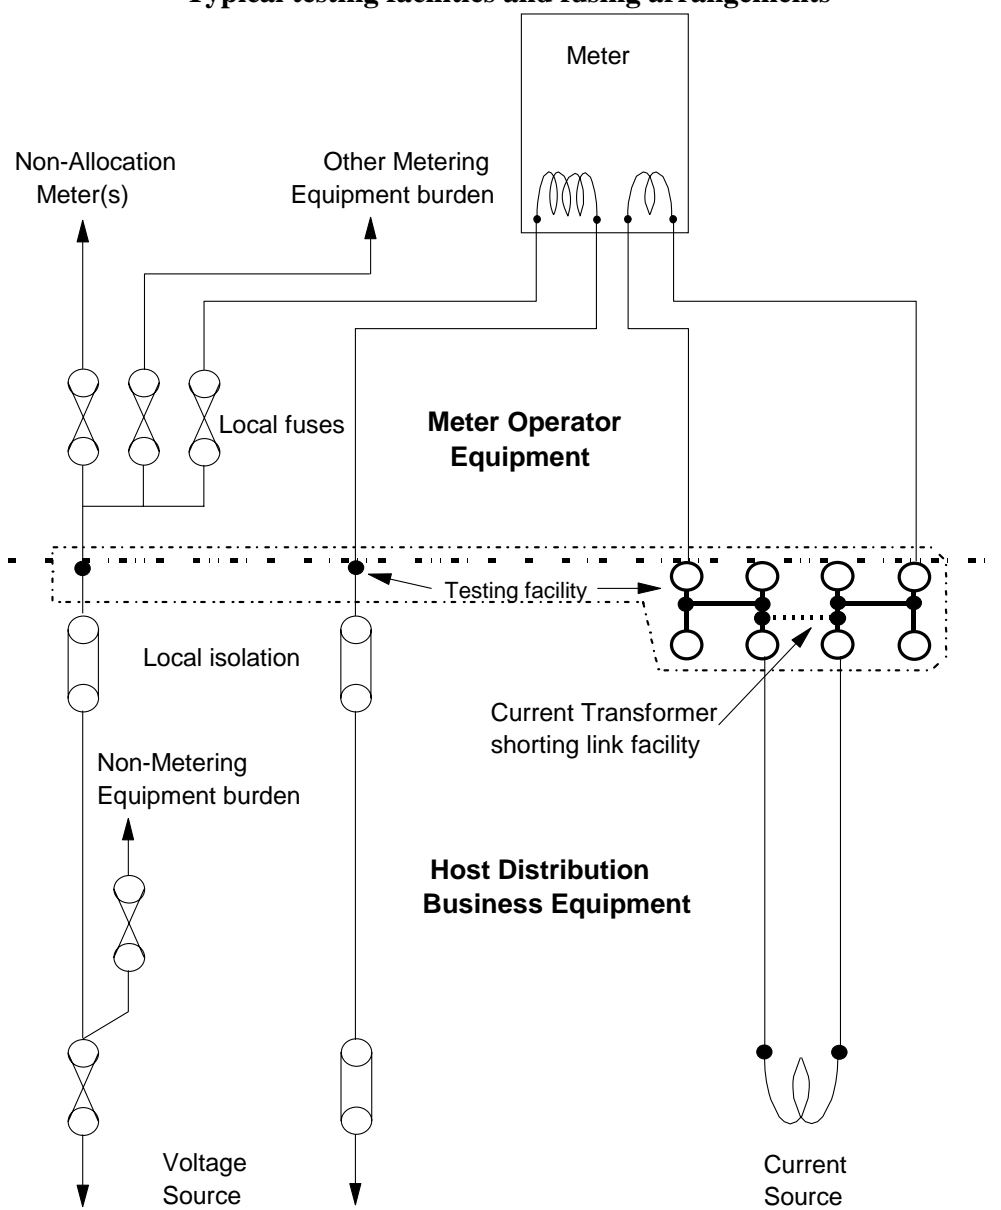 Typical testing facilities and fusing arrangements
Meter
Non-Allocation
Meter(s)
Other Metering
Equipment burden
Local fuses
Meter Operator
Equipment
Testing facility
Local isolation
Current Transformer
shorting link facility
Non-Metering
Equipment burden
Host Distribution
Business Equipment
Voltage
Source
Current
Source